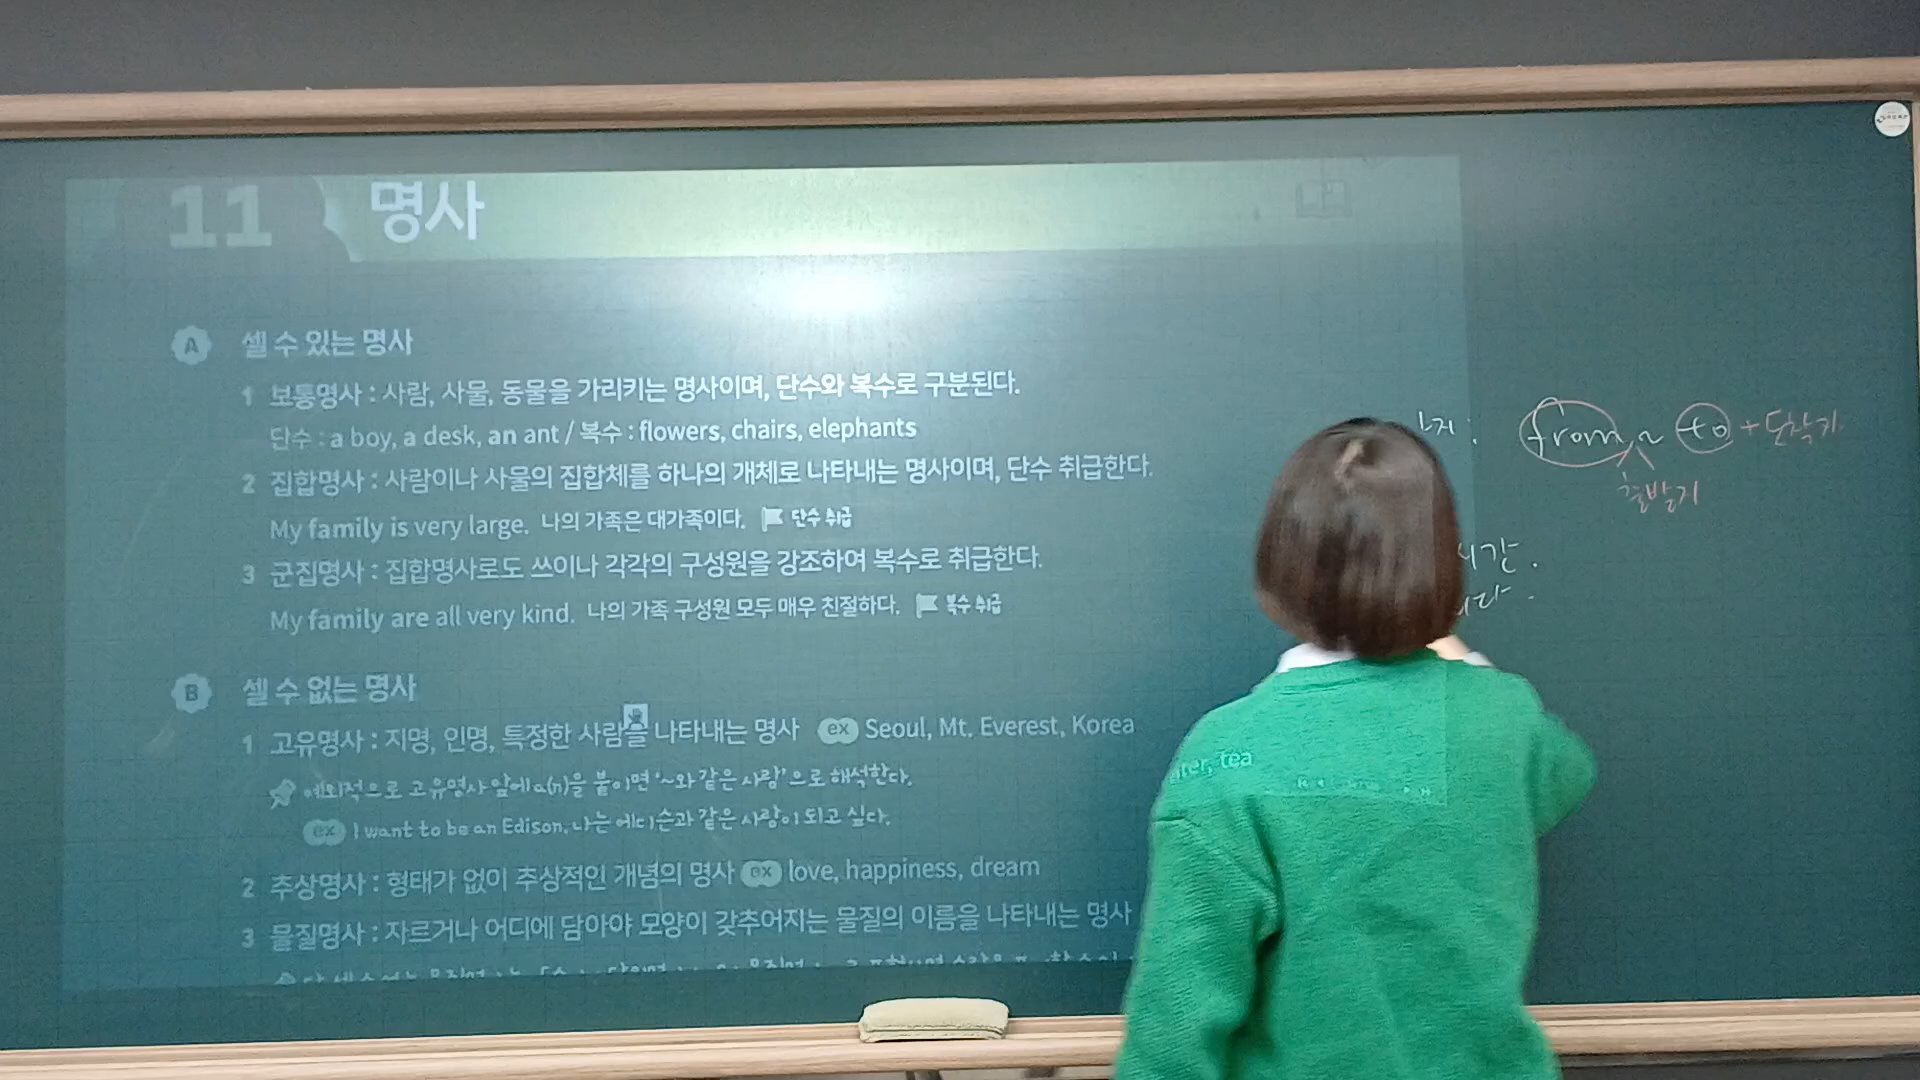 11 명사
A 셀 수 있는 명사
1 보통명사 : 사람, 사물, 동물을 가리키는 명사이며, 단수와 복수로 구분된다.
단수 : a boy, a desk, an ant / 복수 : flowers, chairs, elephants
2 집합명사 : 사람이나 사물의 집합체를 하나의 개체로 나타내는 명사이며, 단수 취급한다.
My family is very large. 나의 가족은 대가족이다. 단수 취급
3 군집명사 : 집합명사로도 쓰이나 각각의 구성원을 강조하여 복수로 취급한다.
My family are all very kind. 나의 가족 구성원 모두 매우 친절하다. 복수 취급
B 셀 수 없는 명사
1 고유명사 : 지명, 인명, 특정한 사람을 나타내는 명사 ex Seoul, Mt. Everest, Korea
예외적으로 고유명사 앞에 a(n)을 붙이면 '~와 같은 사람'으로 해석한다.
ex I want to be an Edison. 나는 에디슨과 같은 사람이 되고 싶다.
2 추상명사 : 형태가 없이 추상적인 개념의 명사 ex love, happiness, dream
3 물질명사 : 자르거나 어디에 담아야 모양이 갖추어지는 물질의 이름을 나타내는 명사
tea
from ~ to + 도착지
출발지
시간.